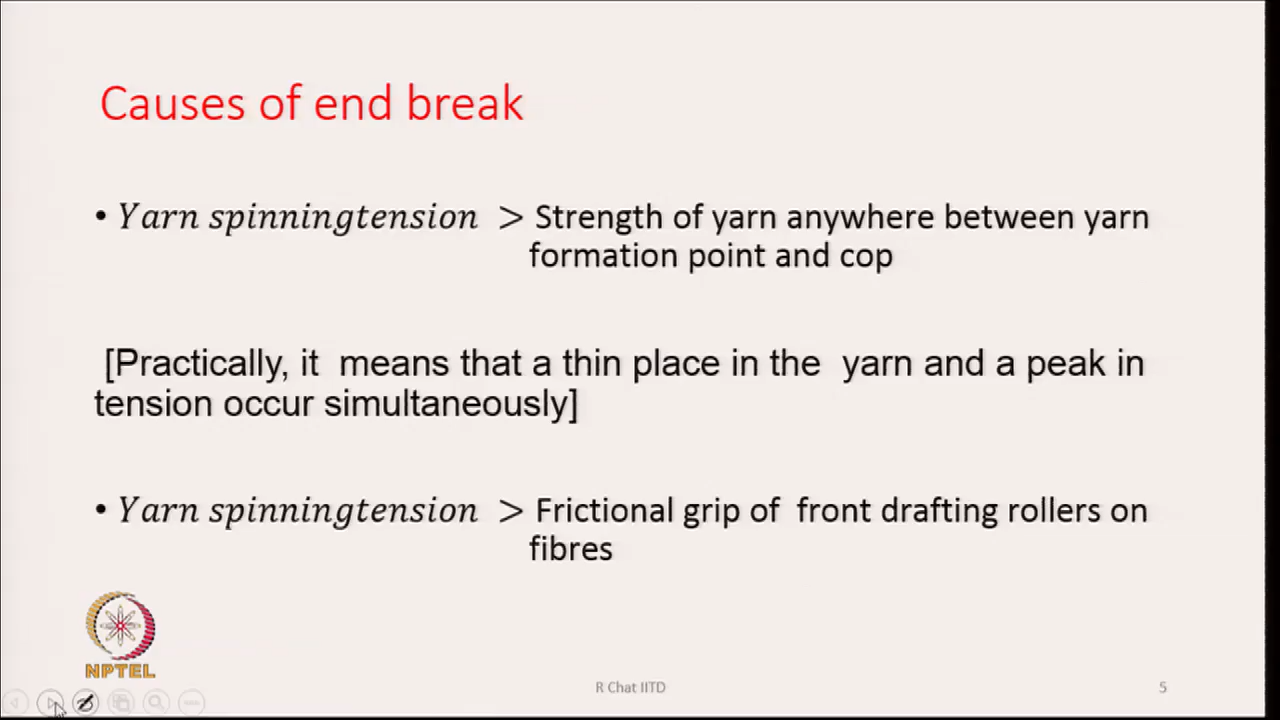 Causes of end break
• Yarn spinningtension > Strength of yarn anywhere between yarn
formation point and cop
[Practically, it means that a thin place in the yarn and a peak in
tension occur simultaneously]
• Yarn spinningtension > Frictional grip of front drafting rollers on
fibres
NPTEL
R Chat IITD
5